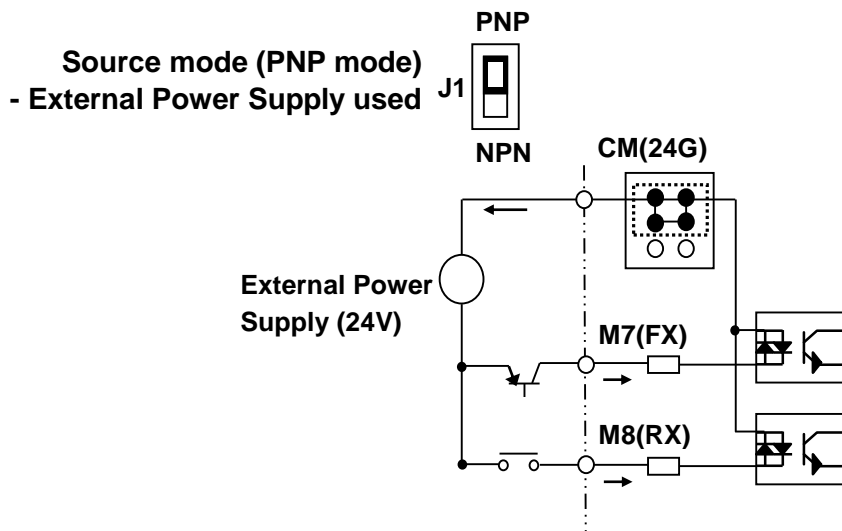 PNP
Source mode (PNP mode)
- External Power Supply used
J1
NPN
CM(24G)
External Power
Supply (24V)
M7(FX)
M8(RX)